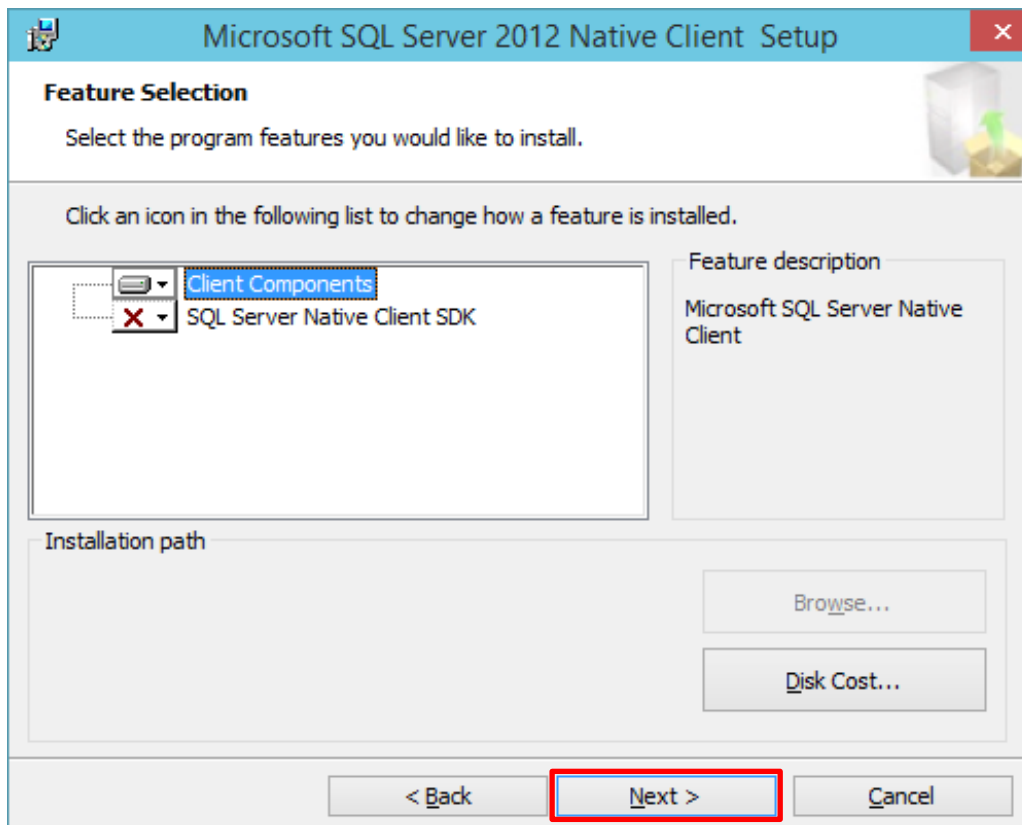 Microsoft SQL Server 2012 Native Client  Setup
Feature Selection
Select the program features you would like to install.
Click an icon in the following list to change how a feature is installed.
Client Components
SQL Server Native Client SDK
Feature description
Microsoft SQL Server Native
Client
Installation path
Browse...
Disk Cost...
< Back
Next >
Cancel